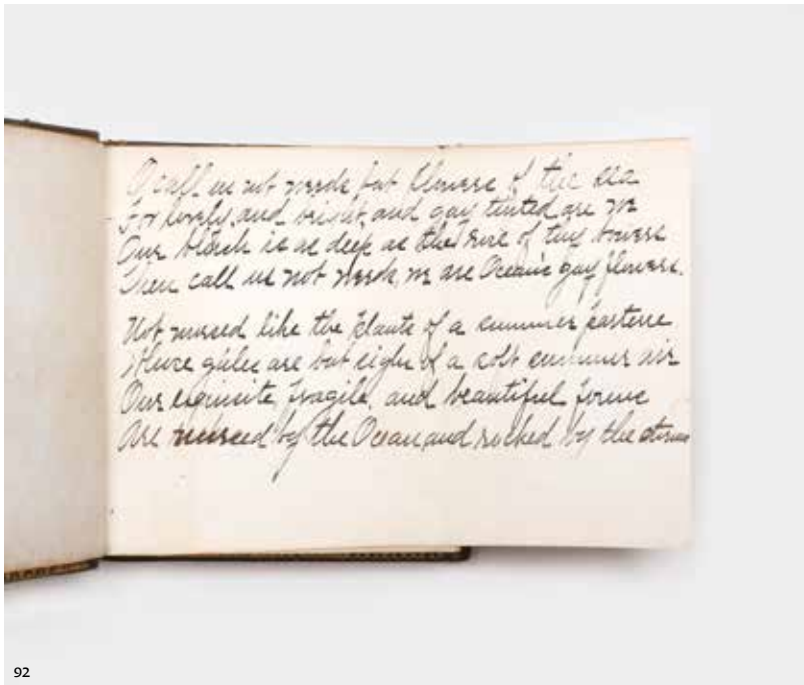 O call us not weeds but flowers of the sea
For lovely, and bright, and gay tinted are we
Our blush is as deep as the rose of thy bowers
Then call us not weeds, we are Ocean's gay flowers.
Not nursed like the plants of a summer parterre
Whose gales are but sighs of a soft summer air
Our exquisite, fragile, and beautiful forms
Are nursed by the Ocean, and rocked by the storms
92